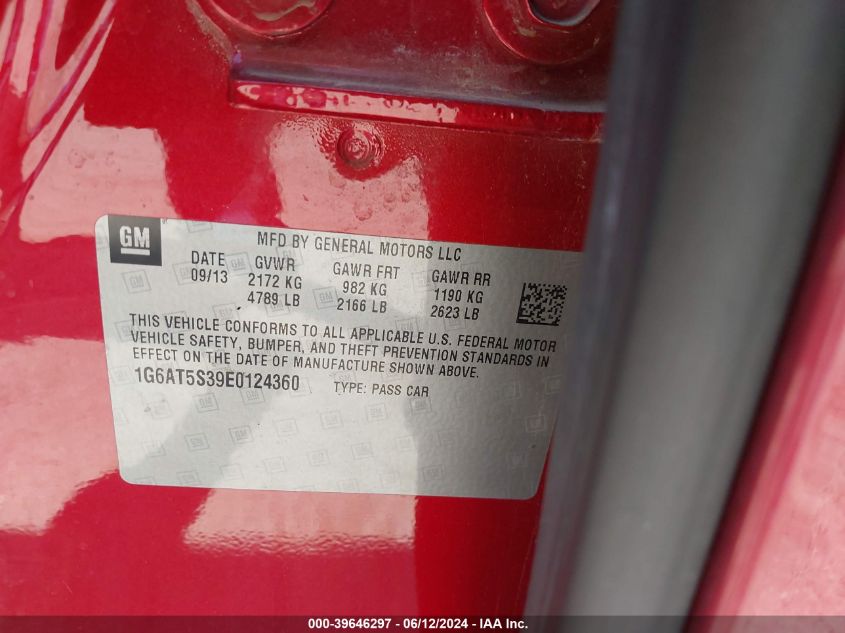 GM
MFD BY GENERAL MOTORS LLC
DATE GVWR GAWR FRT GAWR RR
09/13 2172 KG 982 KG 1190 KG
4789 LB 2166 LB 2623 LB
THIS VEHICLE CONFORMS TO ALL APPLICABLE U.S. FEDERAL MOTOR
VEHICLE SAFETY, BUMPER, AND THEFT PREVENTION STANDARDS IN
EFFECT ON THE DATE OF MANUFACTURE SHOWN ABOVE.
1G6AT5S39E0124360 TYPE: PASS CAR
000-39646297 - 06/12/2024 - IAA Inc.